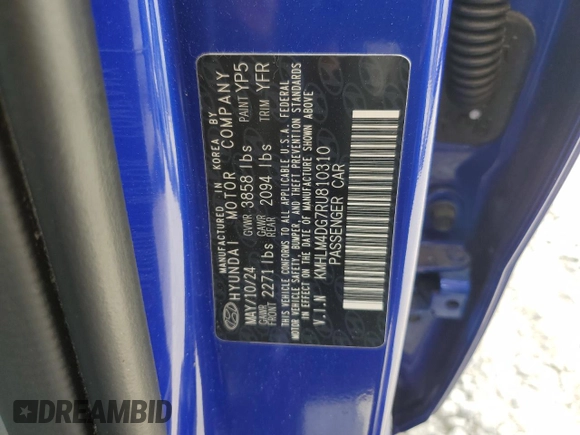 MANUFACTURED IN KOREA BY
HYUNDAI MOTOR COMPANY
MAY/10/24 GVWR 3858 lbs PAINT YP5
GAWR FRONT 2271 lbs GAWR REAR 2094 lbs TRIM YFR
THIS VEHICLE CONFORMS TO ALL APPLICABLE U.S.A. FEDERAL
MOTOR VEHICLE SAFETY, BUMPER, AND THEFT PREVENTION STANDARDS
IN EFFECT ON THE DATE OF MANUFACTURE SHOWN ABOVE
V.I.N KMHLM4DG7RU810310
PASSENGER CAR
DREAMBID